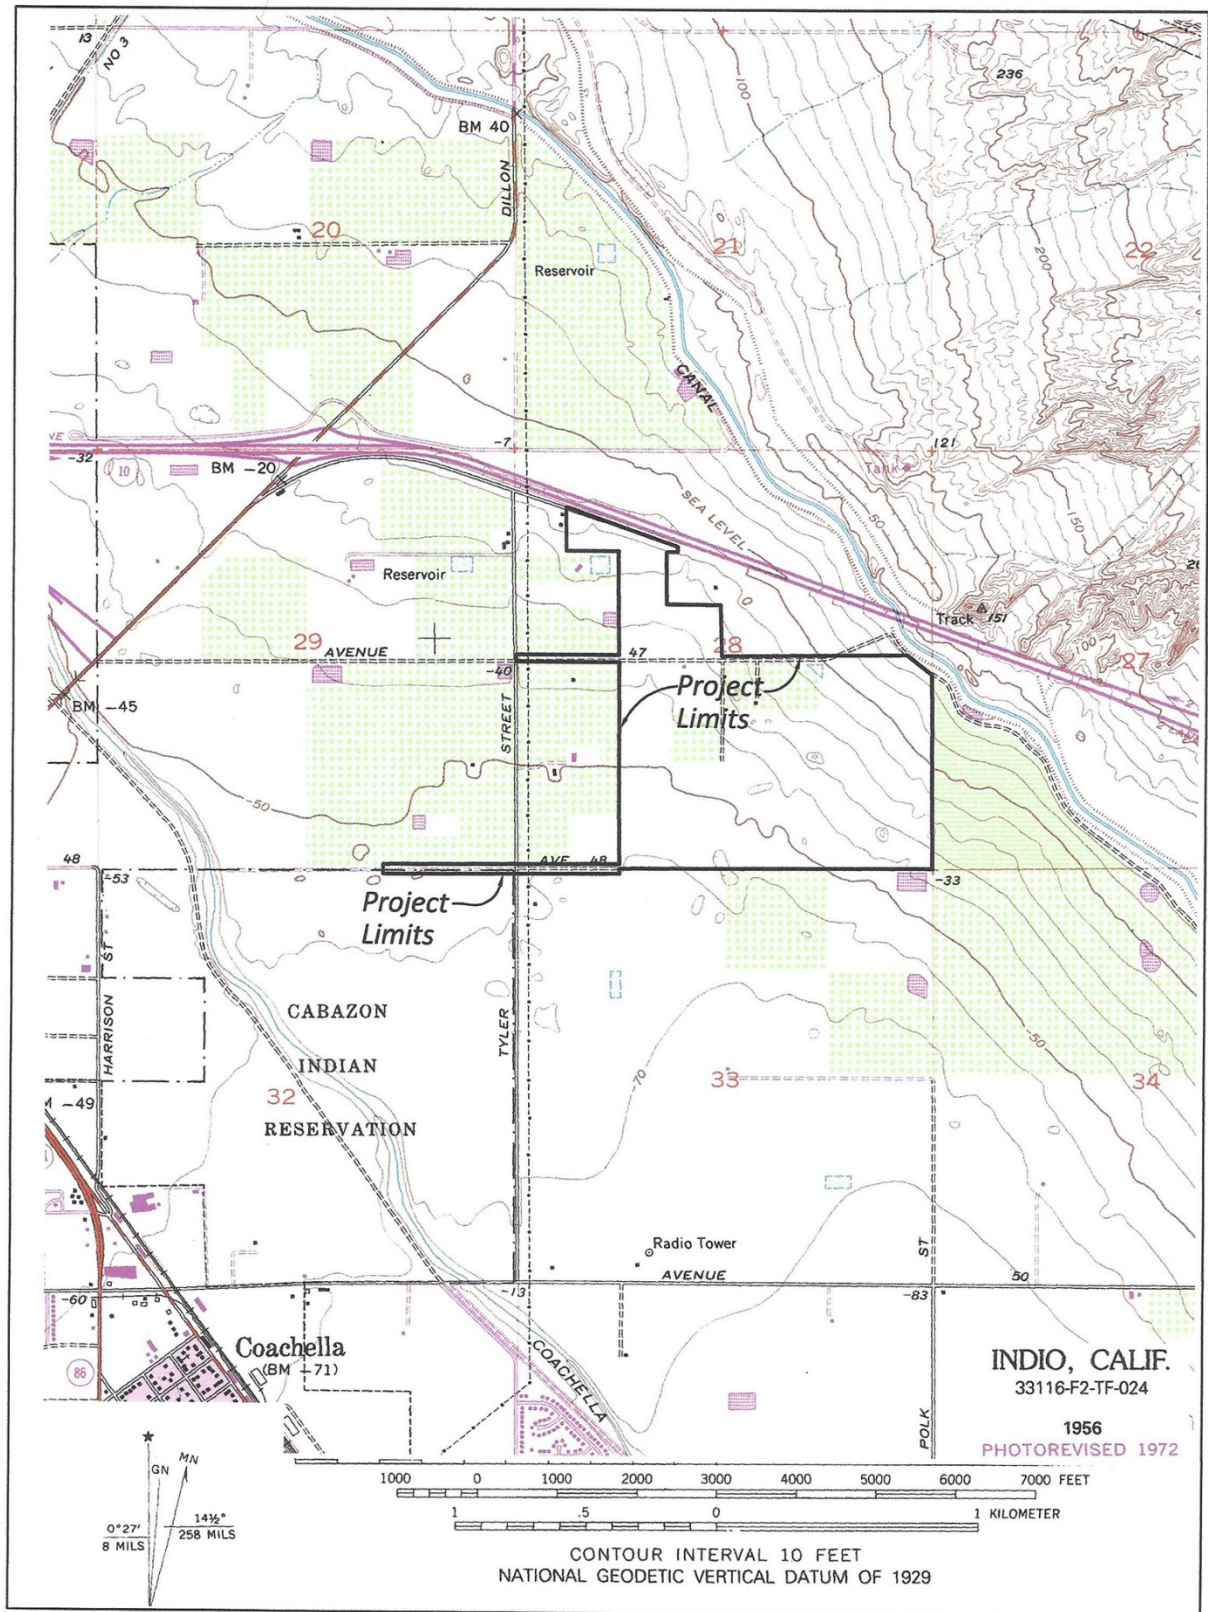 13
NO 3
236
100
BM 40
DILLON
20
21
22
200
Reservoir
CANAL
-7
121
-32
10
BM -20
Tank
SEA LEVEL
50
150
Reservoir
Track
151
29
AVENUE
47
28
100
27
-40
BM -45
STREET
Project
Limits
-50
48
AVE 48
-53
-33
Project
Limits
HARRISON ST
CABAZON
INDIAN
RESERVATION
TYLER
-70
-50
32
33
34
-49
Radio Tower
AVENUE
ST
50
-60
-13
-83
Coachella
(BM -71)
86
COACHELLA
POLK
INDIO, CALIF.
33116-F2-TF-024
1956
PHOTOREVISED 1972
GN
MN
0°27'
8 MILS
14½°
258 MILS
1000 0 1000 2000 3000 4000 5000 6000 7000 FEET
1 .5 0 1 KILOMETER
CONTOUR INTERVAL 10 FEET
NATIONAL GEODETIC VERTICAL DATUM OF 1929